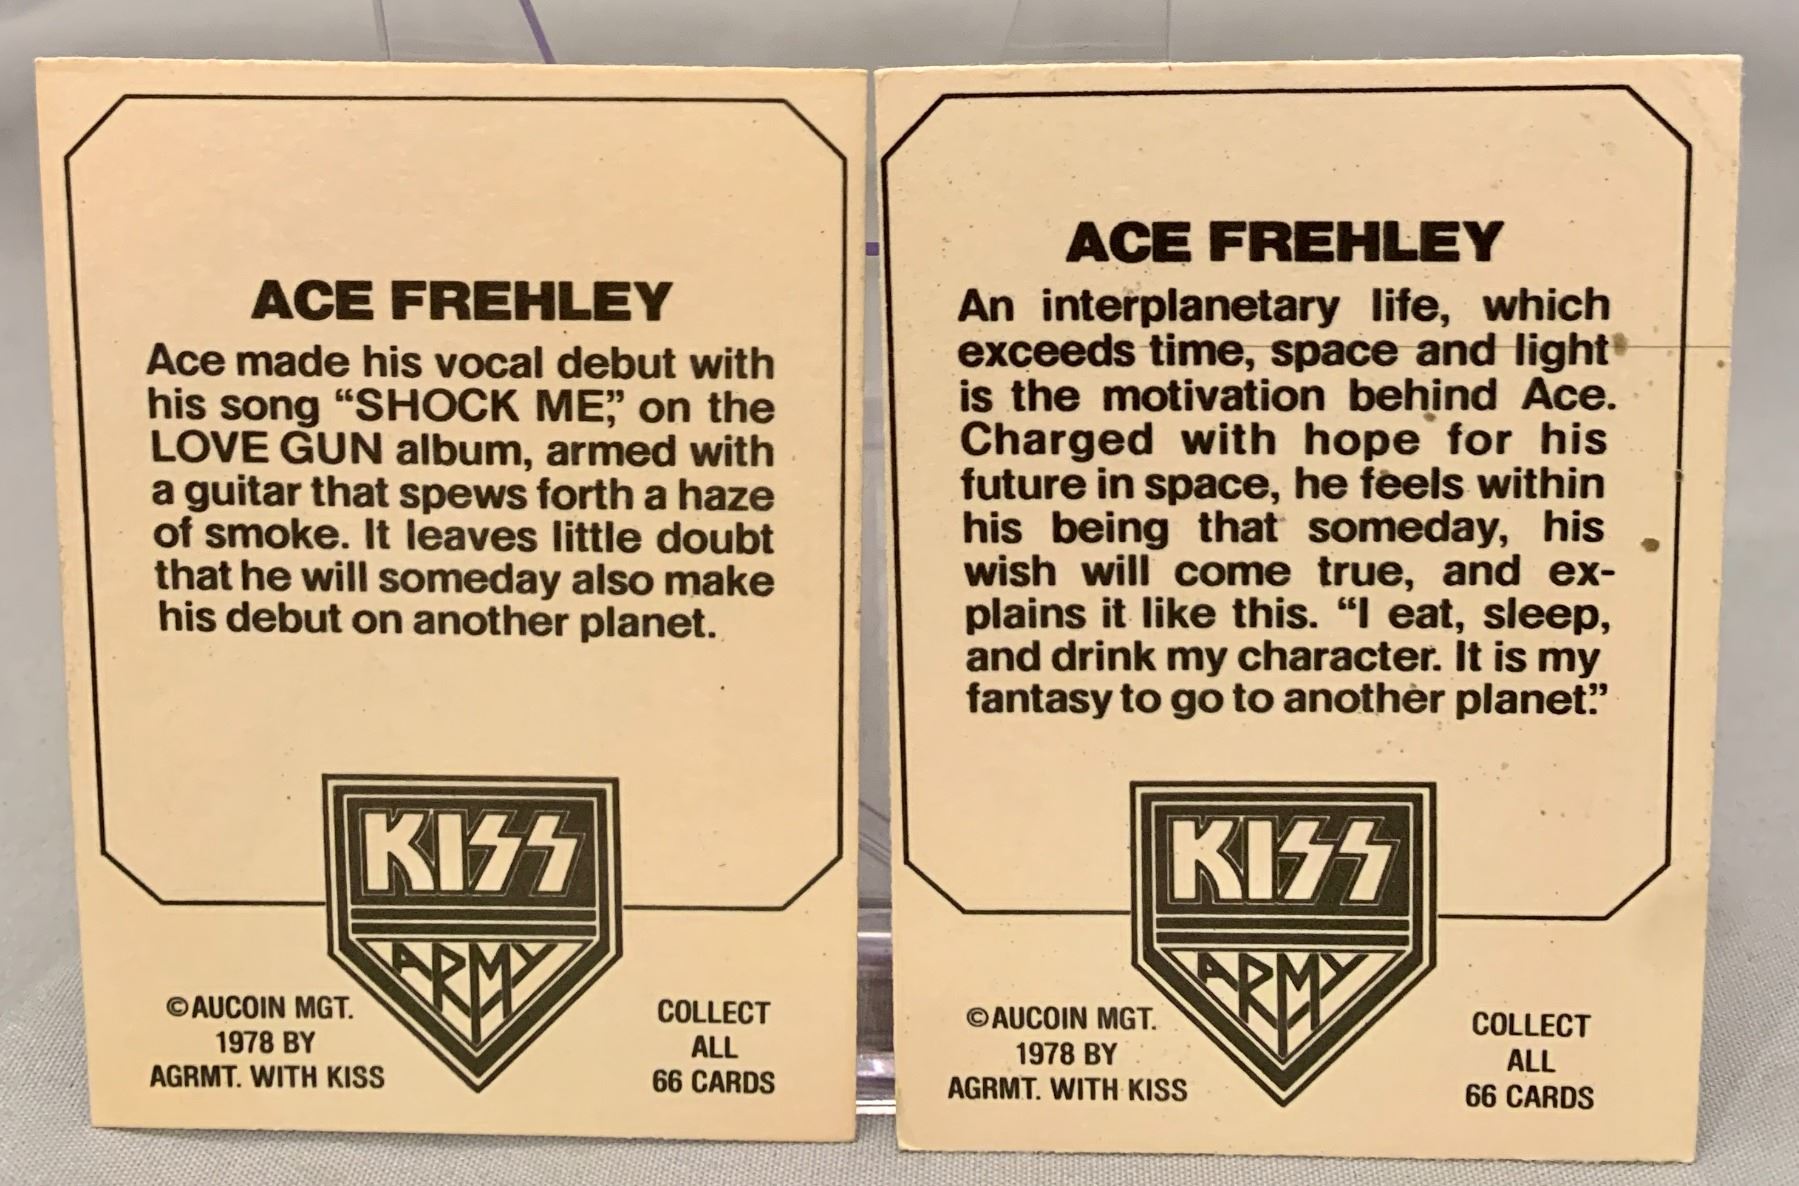 ACE FREHLEY
Ace made his vocal debut with
his song “SHOCK ME,” on the
LOVE GUN album, armed with
a guitar that spews forth a haze
of smoke. It leaves little doubt
that he will someday also make
his debut on another planet.
KISS
ARMY
©AUCOIN MGT.
1978 BY
AGRMT. WITH KISS
COLLECT
ALL
66 CARDS
ACE FREHLEY
An interplanetary life, which
exceeds time, space and light
is the motivation behind Ace.
Charged with hope for his
future in space, he feels within
his being that someday, his
wish will come true, and ex-
plains it like this. “I eat, sleep,
and drink my character. It is my
fantasy to go to another planet.”
KISS
ARMY
©AUCOIN MGT.
1978 BY
AGRMT. WITH KISS
COLLECT
ALL
66 CARDS